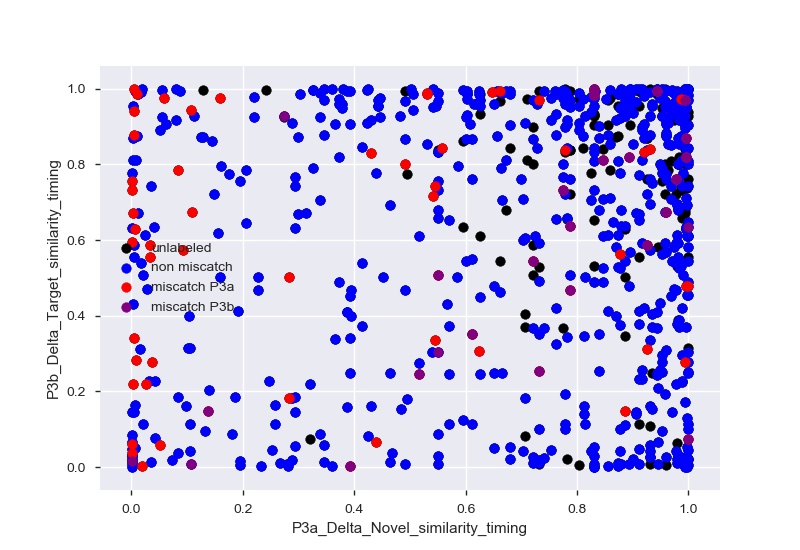 1.0
0.8
0.6
0.4
0.2
0.0
P3b_Delta_Target_similarity_timing
unlabeled
non miscatch
miscatch P3a
miscatch P3b
0.0 0.2 0.4 0.6 0.8 1.0
P3a_Delta_Novel_similarity_timing